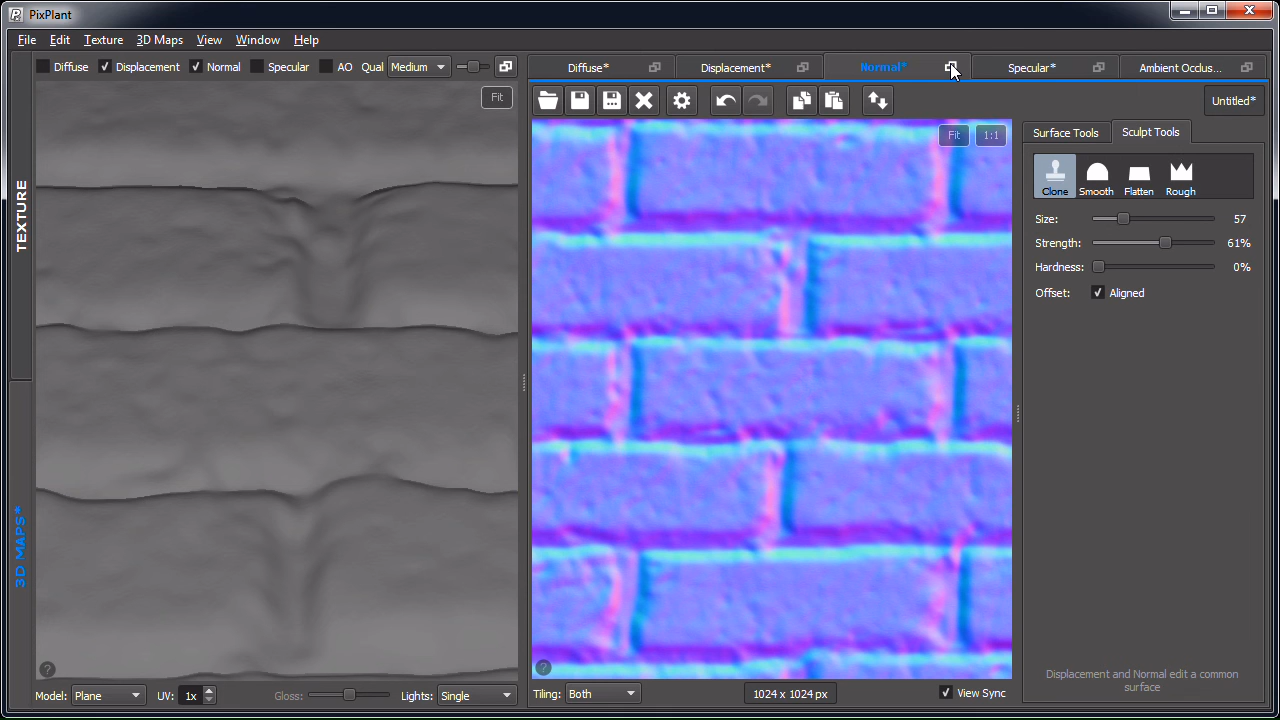 PixPlant
File Edit Texture 3D Maps View Window Help
Diffuse Displacement Normal Specular AO Qual Medium
Diffuse* Displacement* Normal* Specular* Ambient Occlus...
Fit
Untitled*
Fit 1:1
Surface Tools Sculpt Tools
Clone Smooth Flatten Rough
Size: 57
Strength: 61%
Hardness: 0%
Offset: Aligned
TEXTURE
3D MAPS*
? ?
Displacement and Normal edit a common
surface
Model: Plane UV: 1x Gloss: Lights: Single
Tiling: Both 1024 x 1024 px View Sync